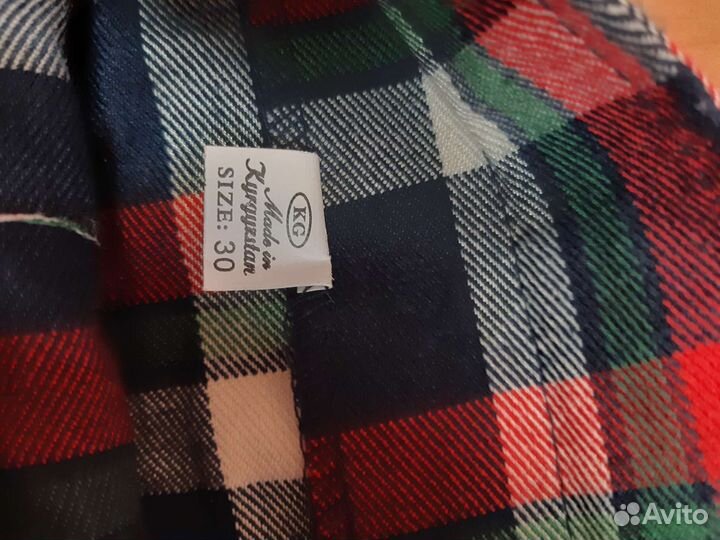 KG
Made in
Kyrgyzstan
SIZE: 30
Avito